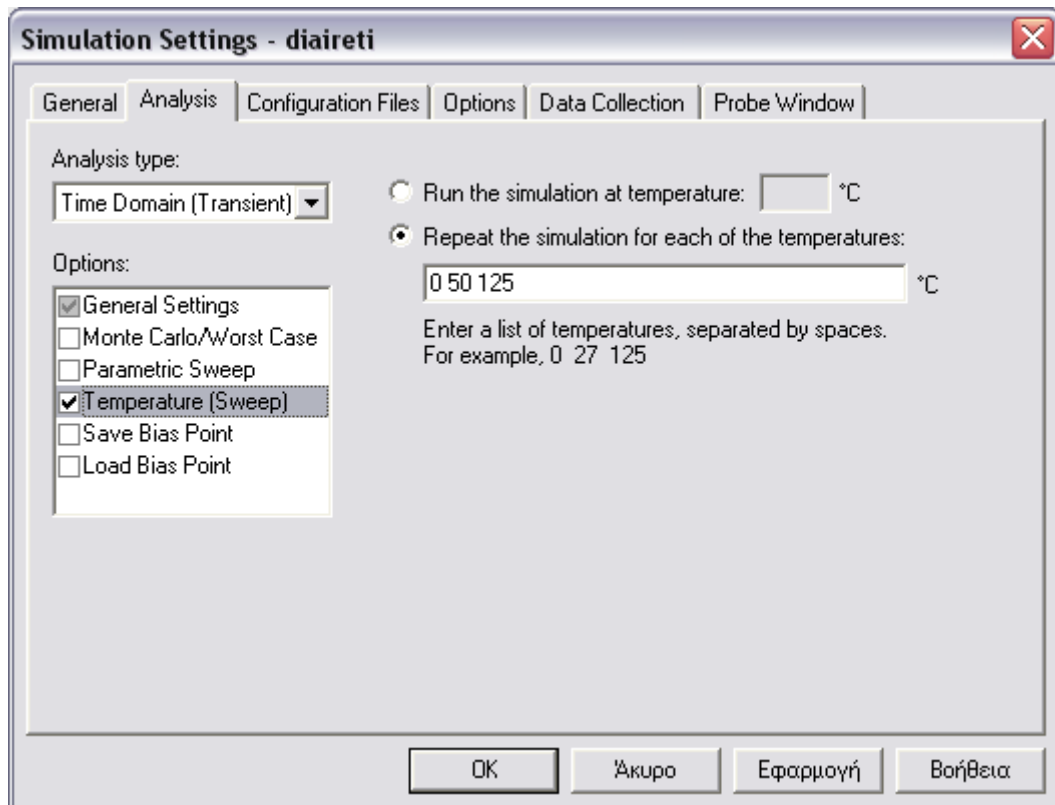 Simulation Settings - diaireti
General Analysis Configuration Files Options Data Collection Probe Window
Analysis type:
Time Domain (Transient)
Options:
General Settings
Monte Carlo/Worst Case
Parametric Sweep
Temperature (Sweep)
Save Bias Point
Load Bias Point
Run the simulation at temperature: °C
Repeat the simulation for each of the temperatures:
0 50 125 °C
Enter a list of temperatures, separated by spaces.
For example, 0 27 125
OK Άκυρο Εφαρμογή Βοήθεια